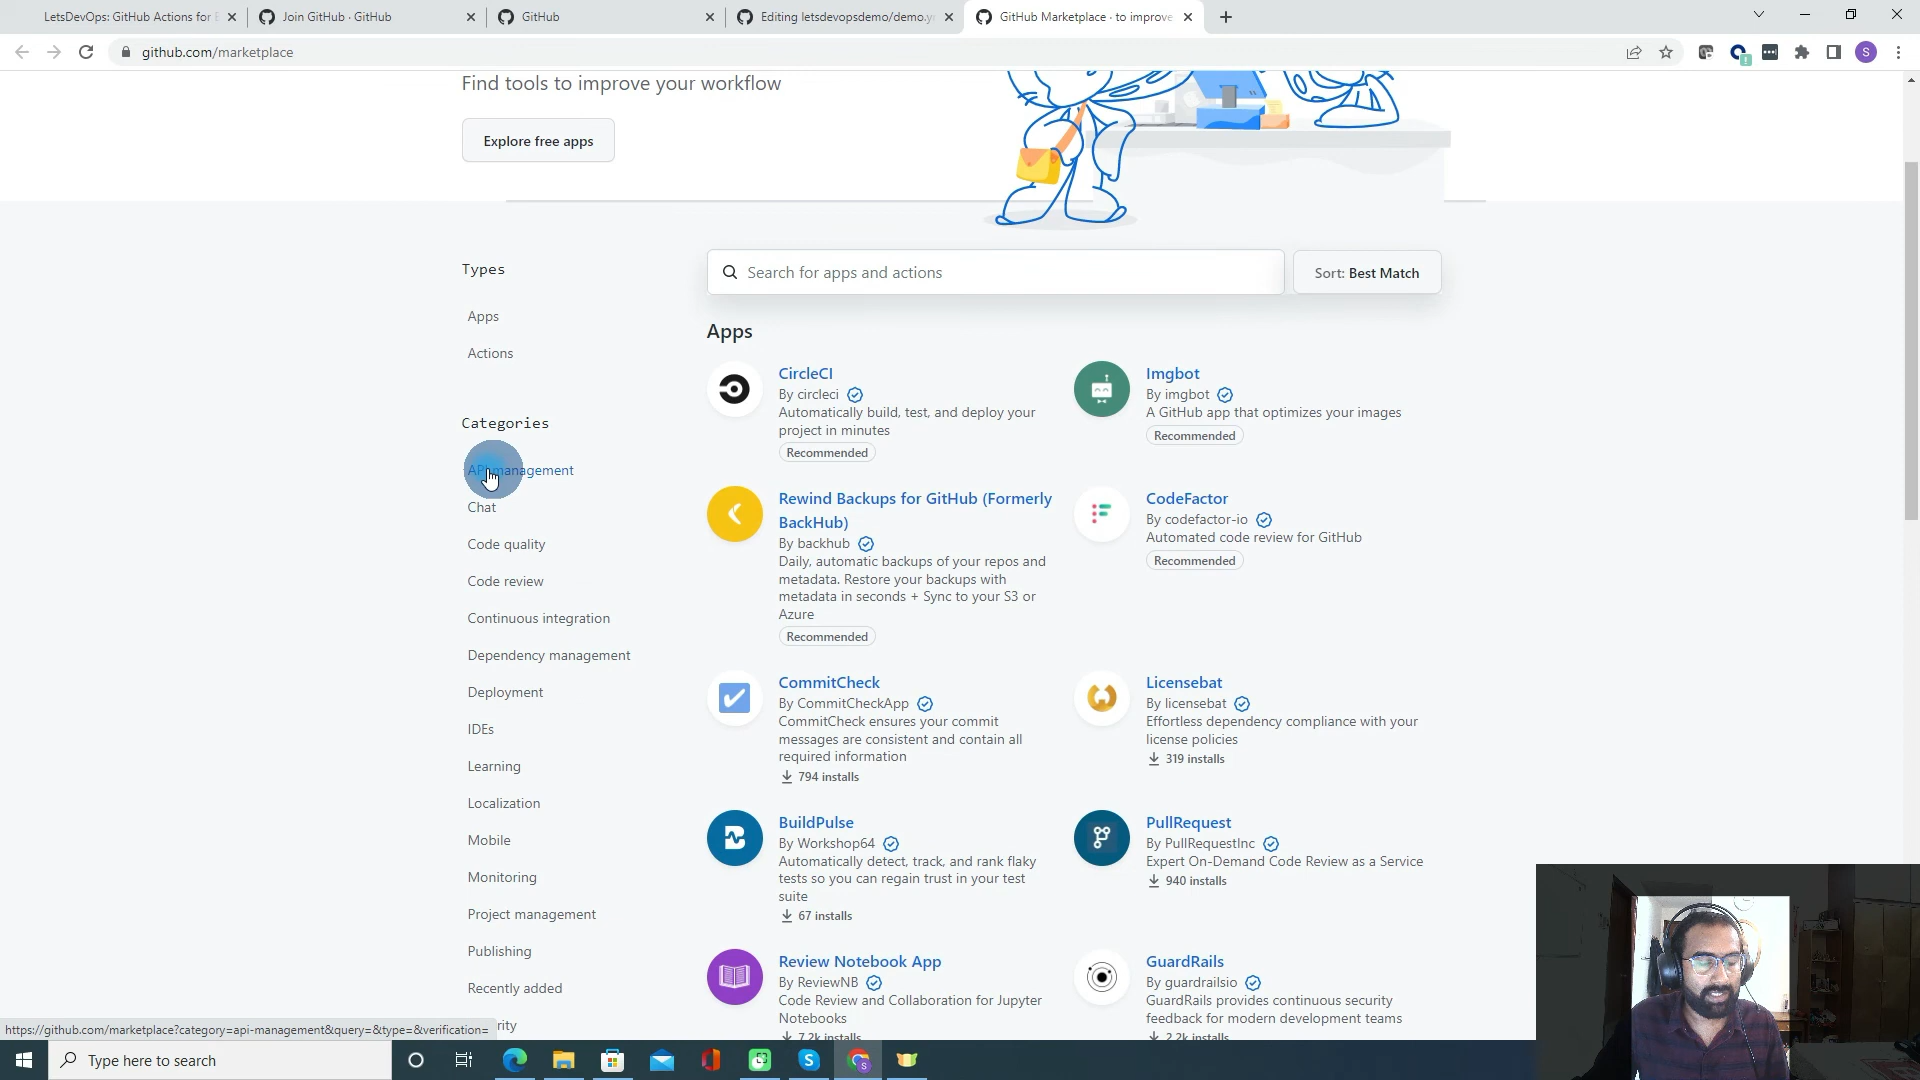 LetsDevOps: GitHub Actions for
Join GitHub · GitHub
GitHub
Editing letsdevopsdemo/demo.y
GitHub Marketplace · to improve
github.com/marketplace
S
Find tools to improve your workflow
Explore free apps
Types
Apps
Actions
Categories
API management
Chat
Code quality
Code review
Continuous integration
Dependency management
Deployment
IDEs
Learning
Localization
Mobile
Monitoring
Project management
Publishing
Recently added
Search for apps and actions
Sort: Best Match
Apps
CircleCI
By circleci
Automatically build, test, and deploy your
project in minutes
Recommended
Imgbot
By imgbot
A GitHub app that optimizes your images
Recommended
Rewind Backups for GitHub (Formerly
BackHub)
By backhub
Daily, automatic backups of your repos and
metadata. Restore your backups with
metadata in seconds + Sync to your S3 or
Azure
Recommended
CodeFactor
By codefactor-io
Automated code review for GitHub
Recommended
CommitCheck
By CommitCheckApp
CommitCheck ensures your commit
messages are consistent and contain all
required information
794 installs
Licensebat
By licensebat
Effortless dependency compliance with your
license policies
319 installs
BuildPulse
By Workshop64
Automatically detect, track, and rank flaky
tests so you can regain trust in your test
suite
67 installs
PullRequest
By PullRequestInc
Expert On-Demand Code Review as a Service
940 installs
Review Notebook App
By ReviewNB
Code Review and Collaboration for Jupyter
Notebooks
7.2k installs
GuardRails
By guardrailsio
GuardRails provides continuous security
feedback for modern development teams
2.2k installs
https://github.com/marketplace?category=api-management&query=&type=&verification=
Type here to search